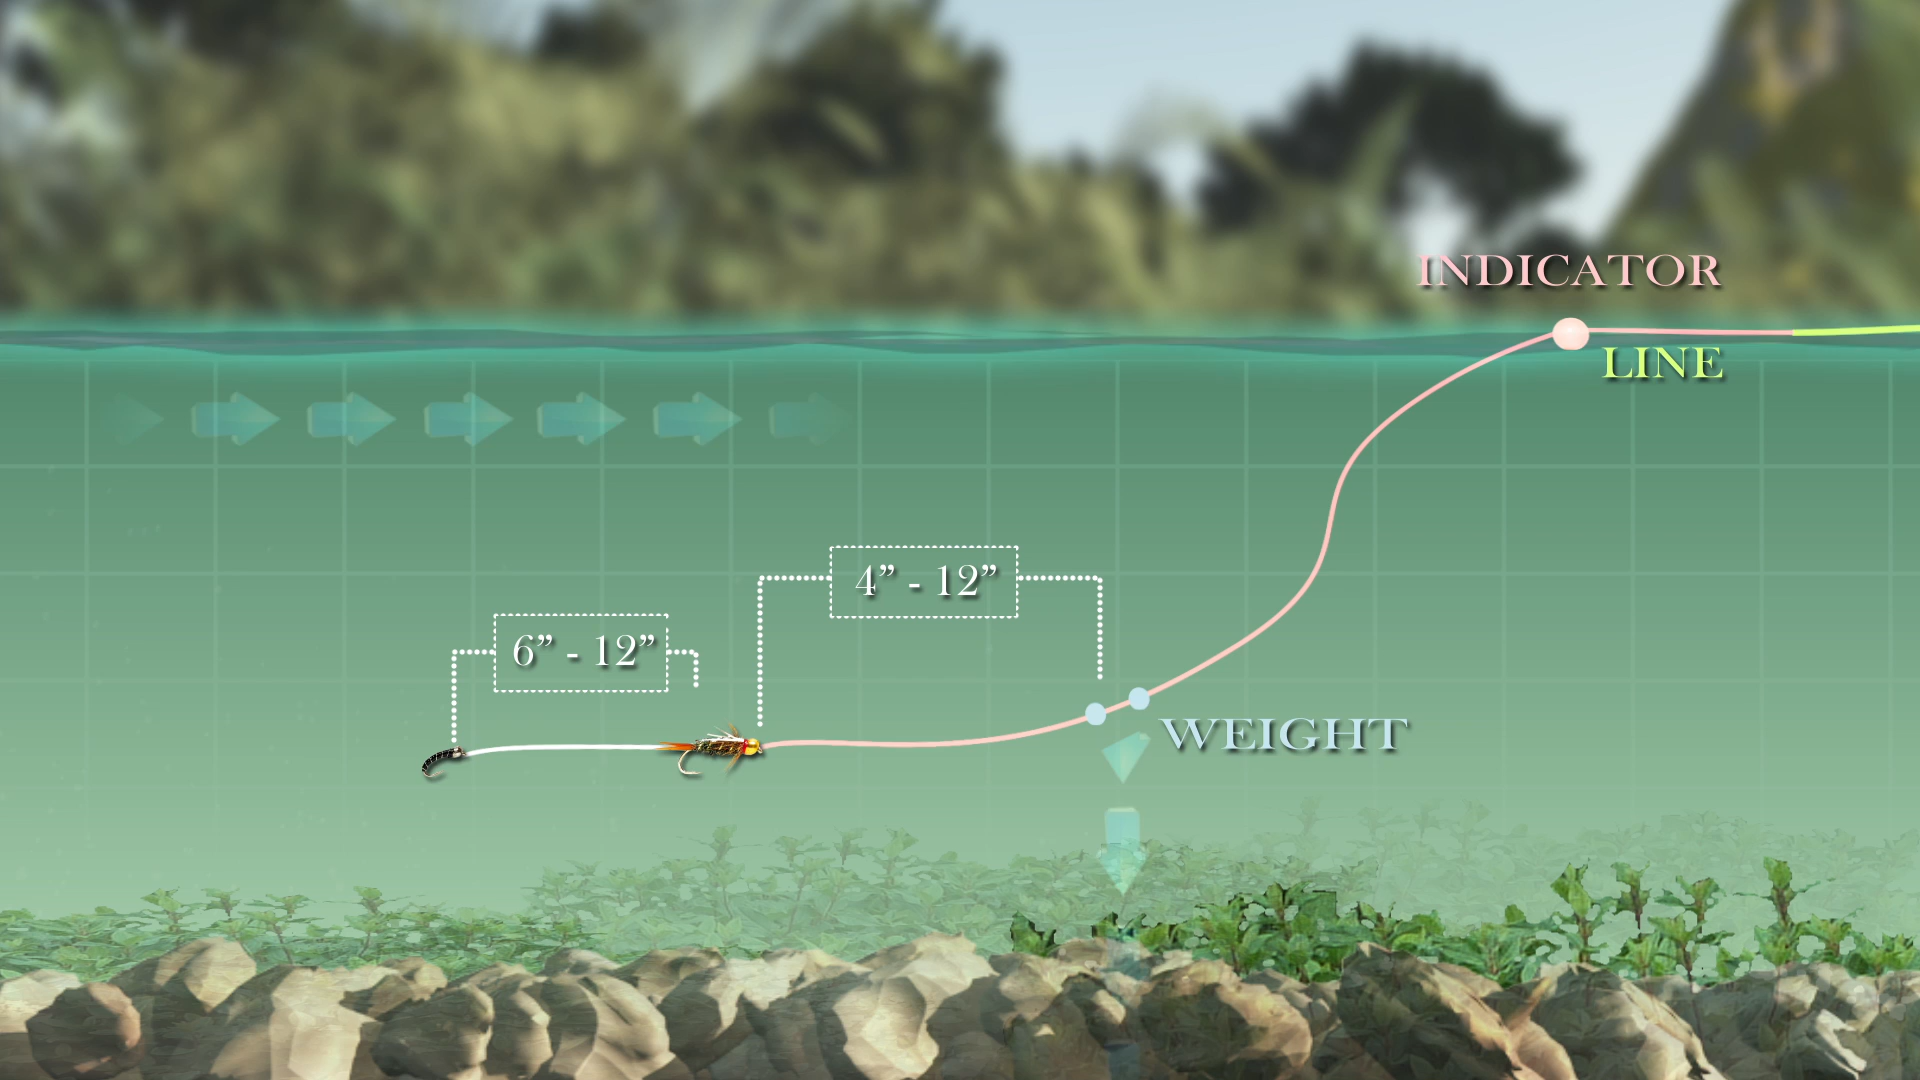 INDICATOR
LINE
4” - 12”
6” - 12”
WEIGHT